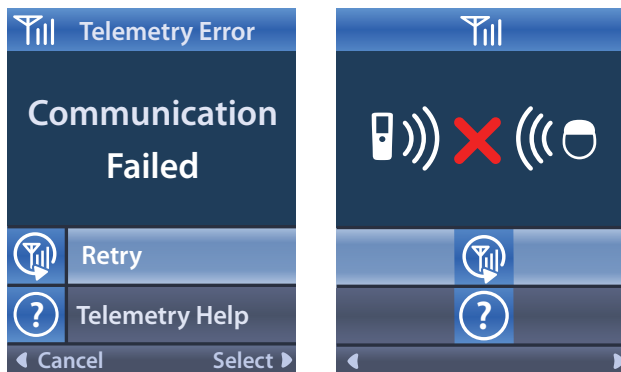 Telemetry Error
Communication
Failed
Retry
? Telemetry Help
Cancel Select
?